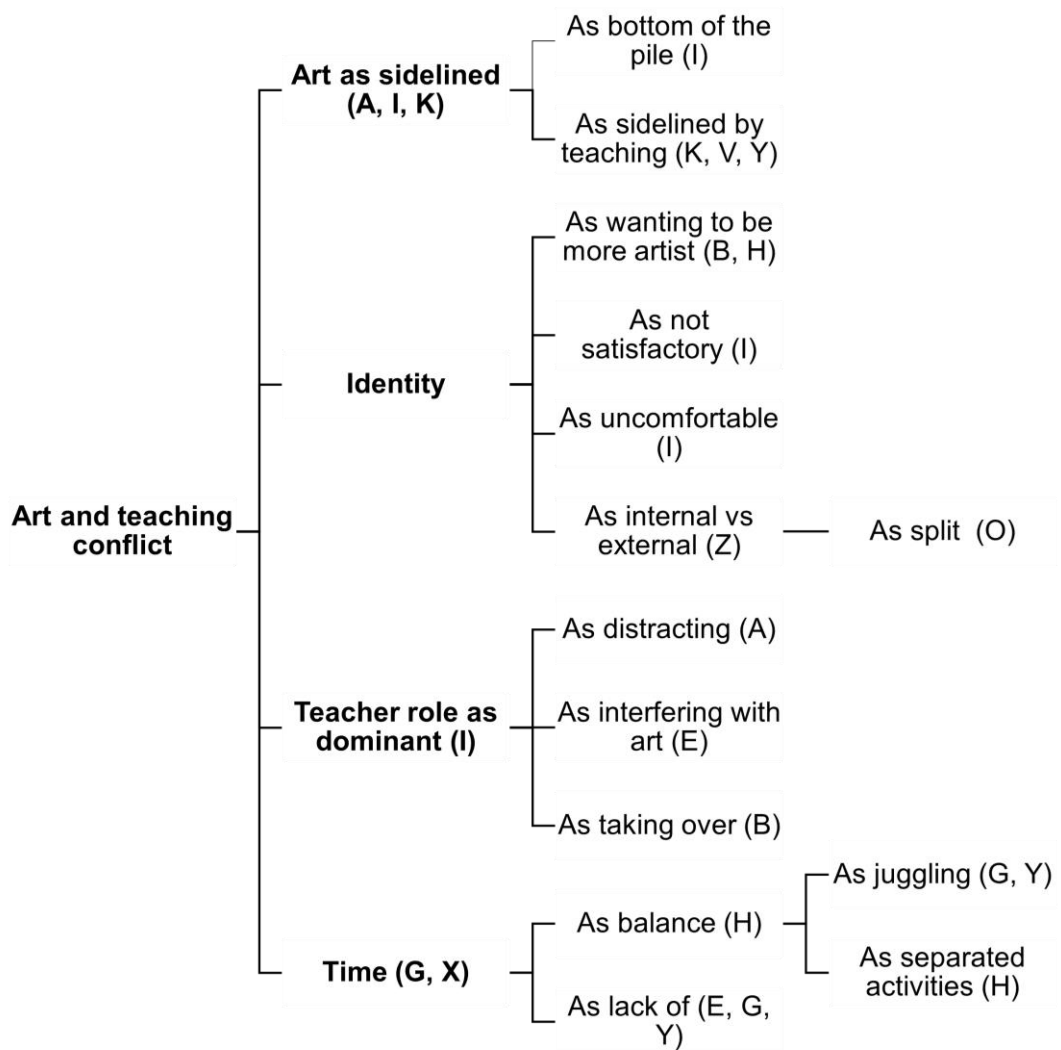 Art and teaching
conflict
Art as sidelined
(A, I, K)
As bottom of the
pile (I)
As sidelined by
teaching (K, V, Y)
Identity
As wanting to be
more artist (B, H)
As not
satisfactory (I)
As uncomfortable
(I)
As internal vs
external (Z)
As split (O)
Teacher role as
dominant (I)
As distracting (A)
As interfering with
art (E)
As taking over (B)
Time (G, X)
As balance (H)
As juggling (G, Y)
As separated
activities (H)
As lack of (E, G,
Y)